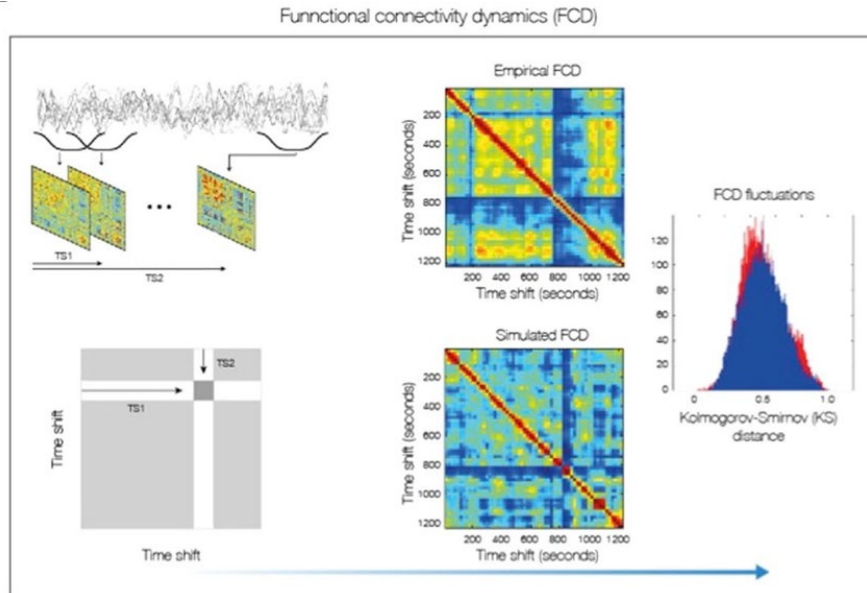 Funnctional connectivity dynamics (FCD)
TS1
TS2
Time shift
TS1
TS2
Time shift
Empirical FCD
Time shift
(seconds)
200
400
600
800
1000
1200
200 400 600 800 1000 1200
Time shift (seconds)
Simulated FCD
Time shift
(seconds)
200
400
600
800
1000
1200
200 400 600 800 1000 1200
Time shift (seconds)
FCD fluctuations
120
100
80
60
40
20
0
0 0.5 1.0
Kolmogorov-Smirnov (KS)
distance